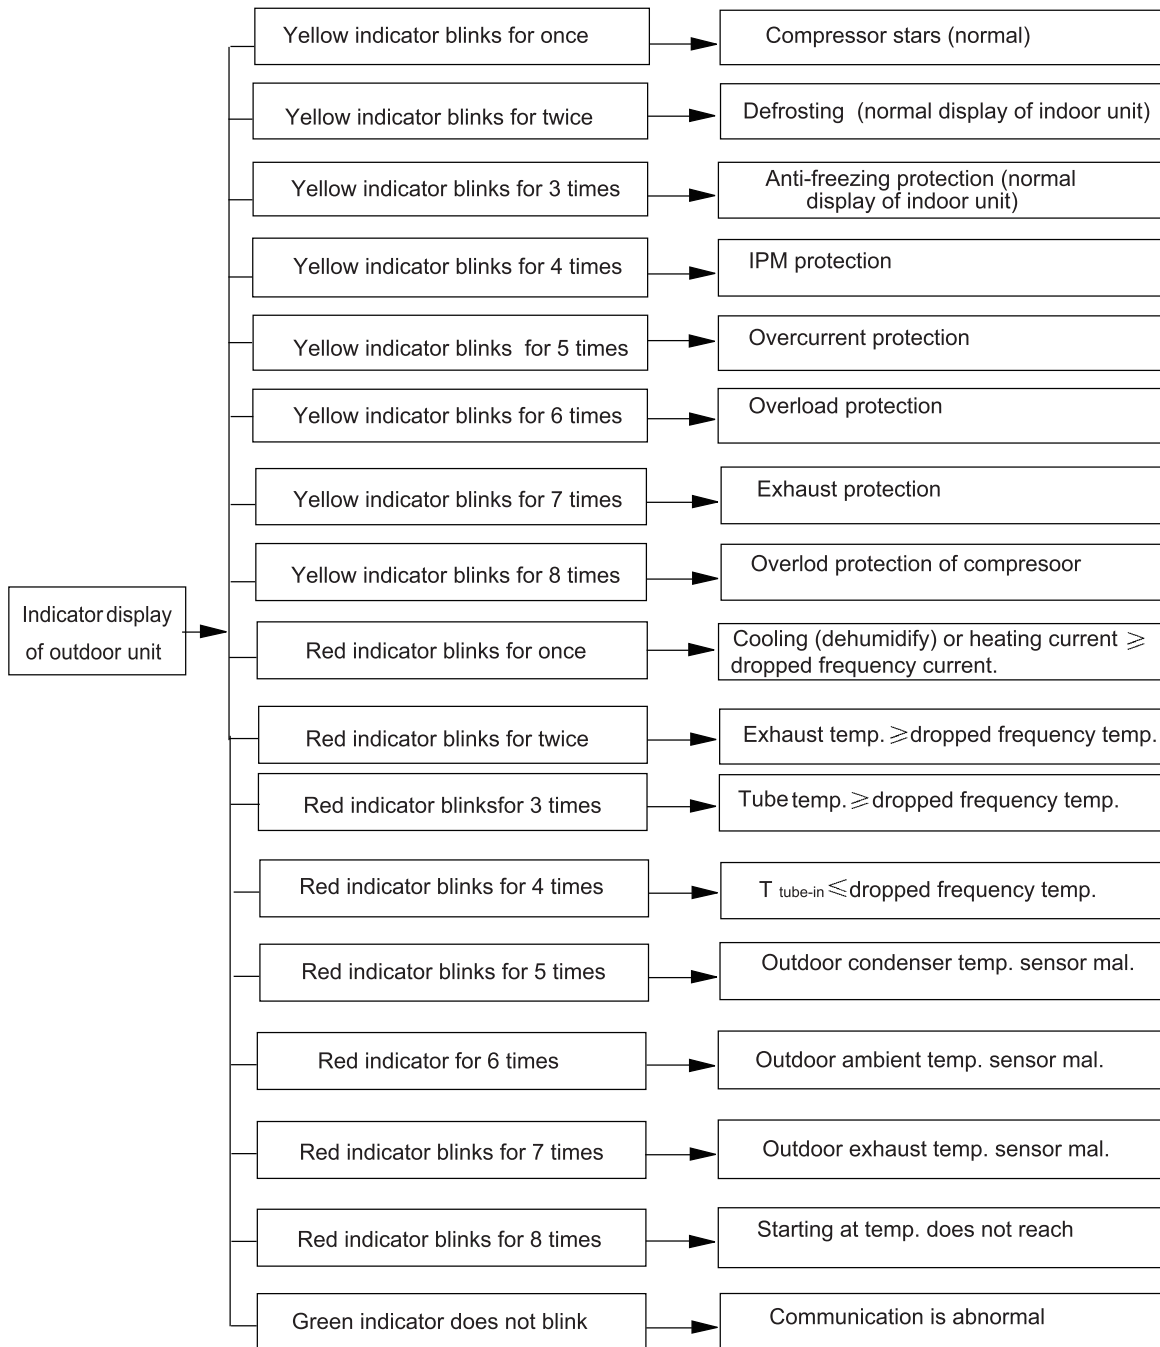 Yellow indicator blinks for once
Compressor stars (normal)
Yellow indicator blinks for twice
Defrosting (normal display of indoor unit)
Yellow indicator blinks for 3 times
Anti-freezing protection (normal
display of indoor unit)
Yellow indicator blinks for 4 times
IPM protection
Yellow indicator blinks for 5 times
Overcurrent protection
Yellow indicator blinks for 6 times
Overload protection
Yellow indicator blinks for 7 times
Exhaust protection
Yellow indicator blinks for 8 times
Overlod protection of compresoor
Indicator display
of outdoor unit
Red indicator blinks for once
Cooling (dehumidify) or heating current ⩾
dropped frequency current.
Red indicator blinks for twice
Exhaust temp. ⩾dropped frequency temp.
Red indicator blinksfor 3 times
Tube temp. ⩾dropped frequency temp.
Red indicator blinks for 4 times
T tube-in ⩽dropped frequency temp.
Red indicator blinks for 5 times
Outdoor condenser temp. sensor mal.
Red indicator for 6 times
Outdoor ambient temp. sensor mal.
Red indicator blinks for 7 times
Outdoor exhaust temp. sensor mal.
Red indicator blinks for 8 times
Starting at temp. does not reach
Green indicator does not blink
Communication is abnormal